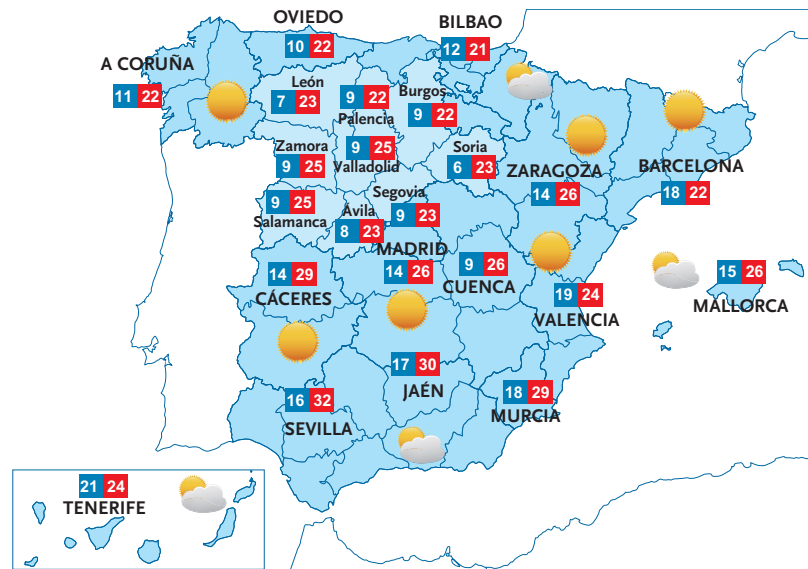 OVIEDO
10 22
BILBAO
12 21
A CORUÑA
11 22
León
7 23
9 22
Palencia
Burgos
9 22
Zamora
9 25
9 25
Valladolid
Soria
6 23
ZARAGOZA
14 26
BARCELONA
18 22
9 25
Salamanca
Ávila
8 23
Segovia
9 23
MADRID
14 26
9 26
CUENCA
14 29
CÁCERES
19 24
VALENCIA
15 26
MALLORCA
17 30
JAÉN
16 32
SEVILLA
18 29
MURCIA
21 24
TENERIFE